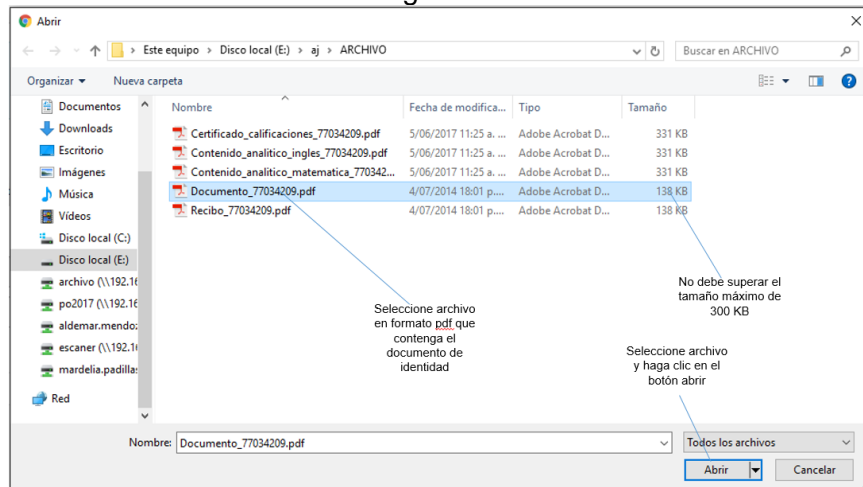 Abrir
Este equipo > Disco local (E:) > aj > ARCHIVO
Buscar en ARCHIVO
Organizar
Nueva carpeta
Nombre Fecha de modifica... Tipo Tamaño
Documentos
Downloads
Escritorio
Imágenes
Música
Vídeos
Disco local (C:)
Disco local (E:)
archivo (\\192.16
po2017 (\\192.16
aldemar.mendoz
escaner (\\192.16
mardelia.padillas
Red
Certificado_calificaciones_77034209.pdf 5/06/2017 11:25 a. ... Adobe Acrobat D... 331 KB
Contenido_analitico_ingles_77034209.pdf 5/06/2017 11:25 a. ... Adobe Acrobat D... 331 KB
Contenido_analitico_matematica_770342... 5/06/2017 11:25 a. ... Adobe Acrobat D... 331 KB
Documento_77034209.pdf 4/07/2014 18:01 p.... Adobe Acrobat D... 138 KB
Recibo_77034209.pdf 4/07/2014 18:01 p.... Adobe Acrobat D... 138 KB
No debe superar el
tamaño máximo de
300 KB
Seleccione archivo
en formato pdf que
contenga el
documento de
identidad
Seleccione archivo
y haga clic en el
botón abrir
Nombre: Documento_77034209.pdf
Todos los archivos
Abrir
Cancelar